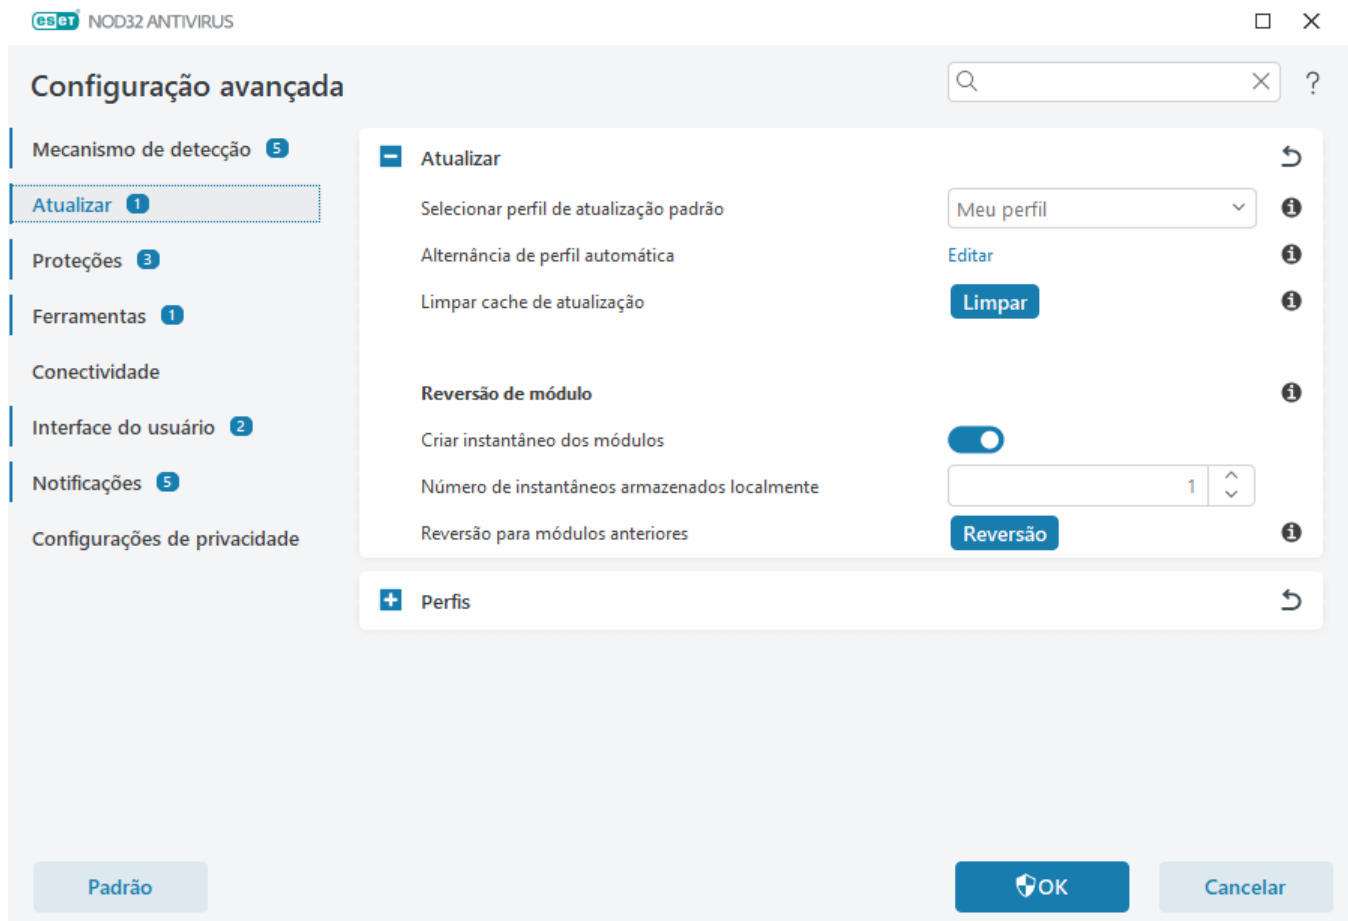 eset NOD32 ANTIVIRUS
Configuração avançada
?
Mecanismo de detecção 5
Atualizar 1
Proteções 3
Ferramentas 1
Conectividade
Interface do usuário 2
Notificações 5
Configurações de privacidade
Atualizar
Selecionar perfil de atualização padrão
Meu perfil
Alternância de perfil automática
Editar
Limpar cache de atualização
Limpar
Reversão de módulo
Criar instantâneo dos módulos
Número de instantâneos armazenados localmente
1
Reversão para módulos anteriores
Reversão
Perfis
Padrão
OK
Cancelar